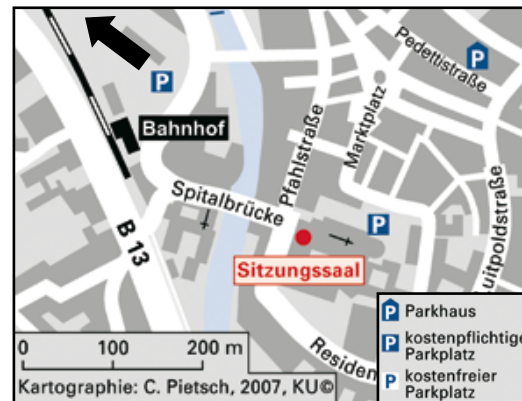 Pedettistraße
P
P
Bahnhof
Pfahlstraße
Marktplatz
Spitalbrücke
P
B 13
Sitzungssaal
uitpoldstraße
Residen
0 100 200 m
Kartographie: C. Pietsch, 2007, KU©
P Parkhaus
P kostenpflichtige
Parkplatz
P kostenfreier
Parkplatz